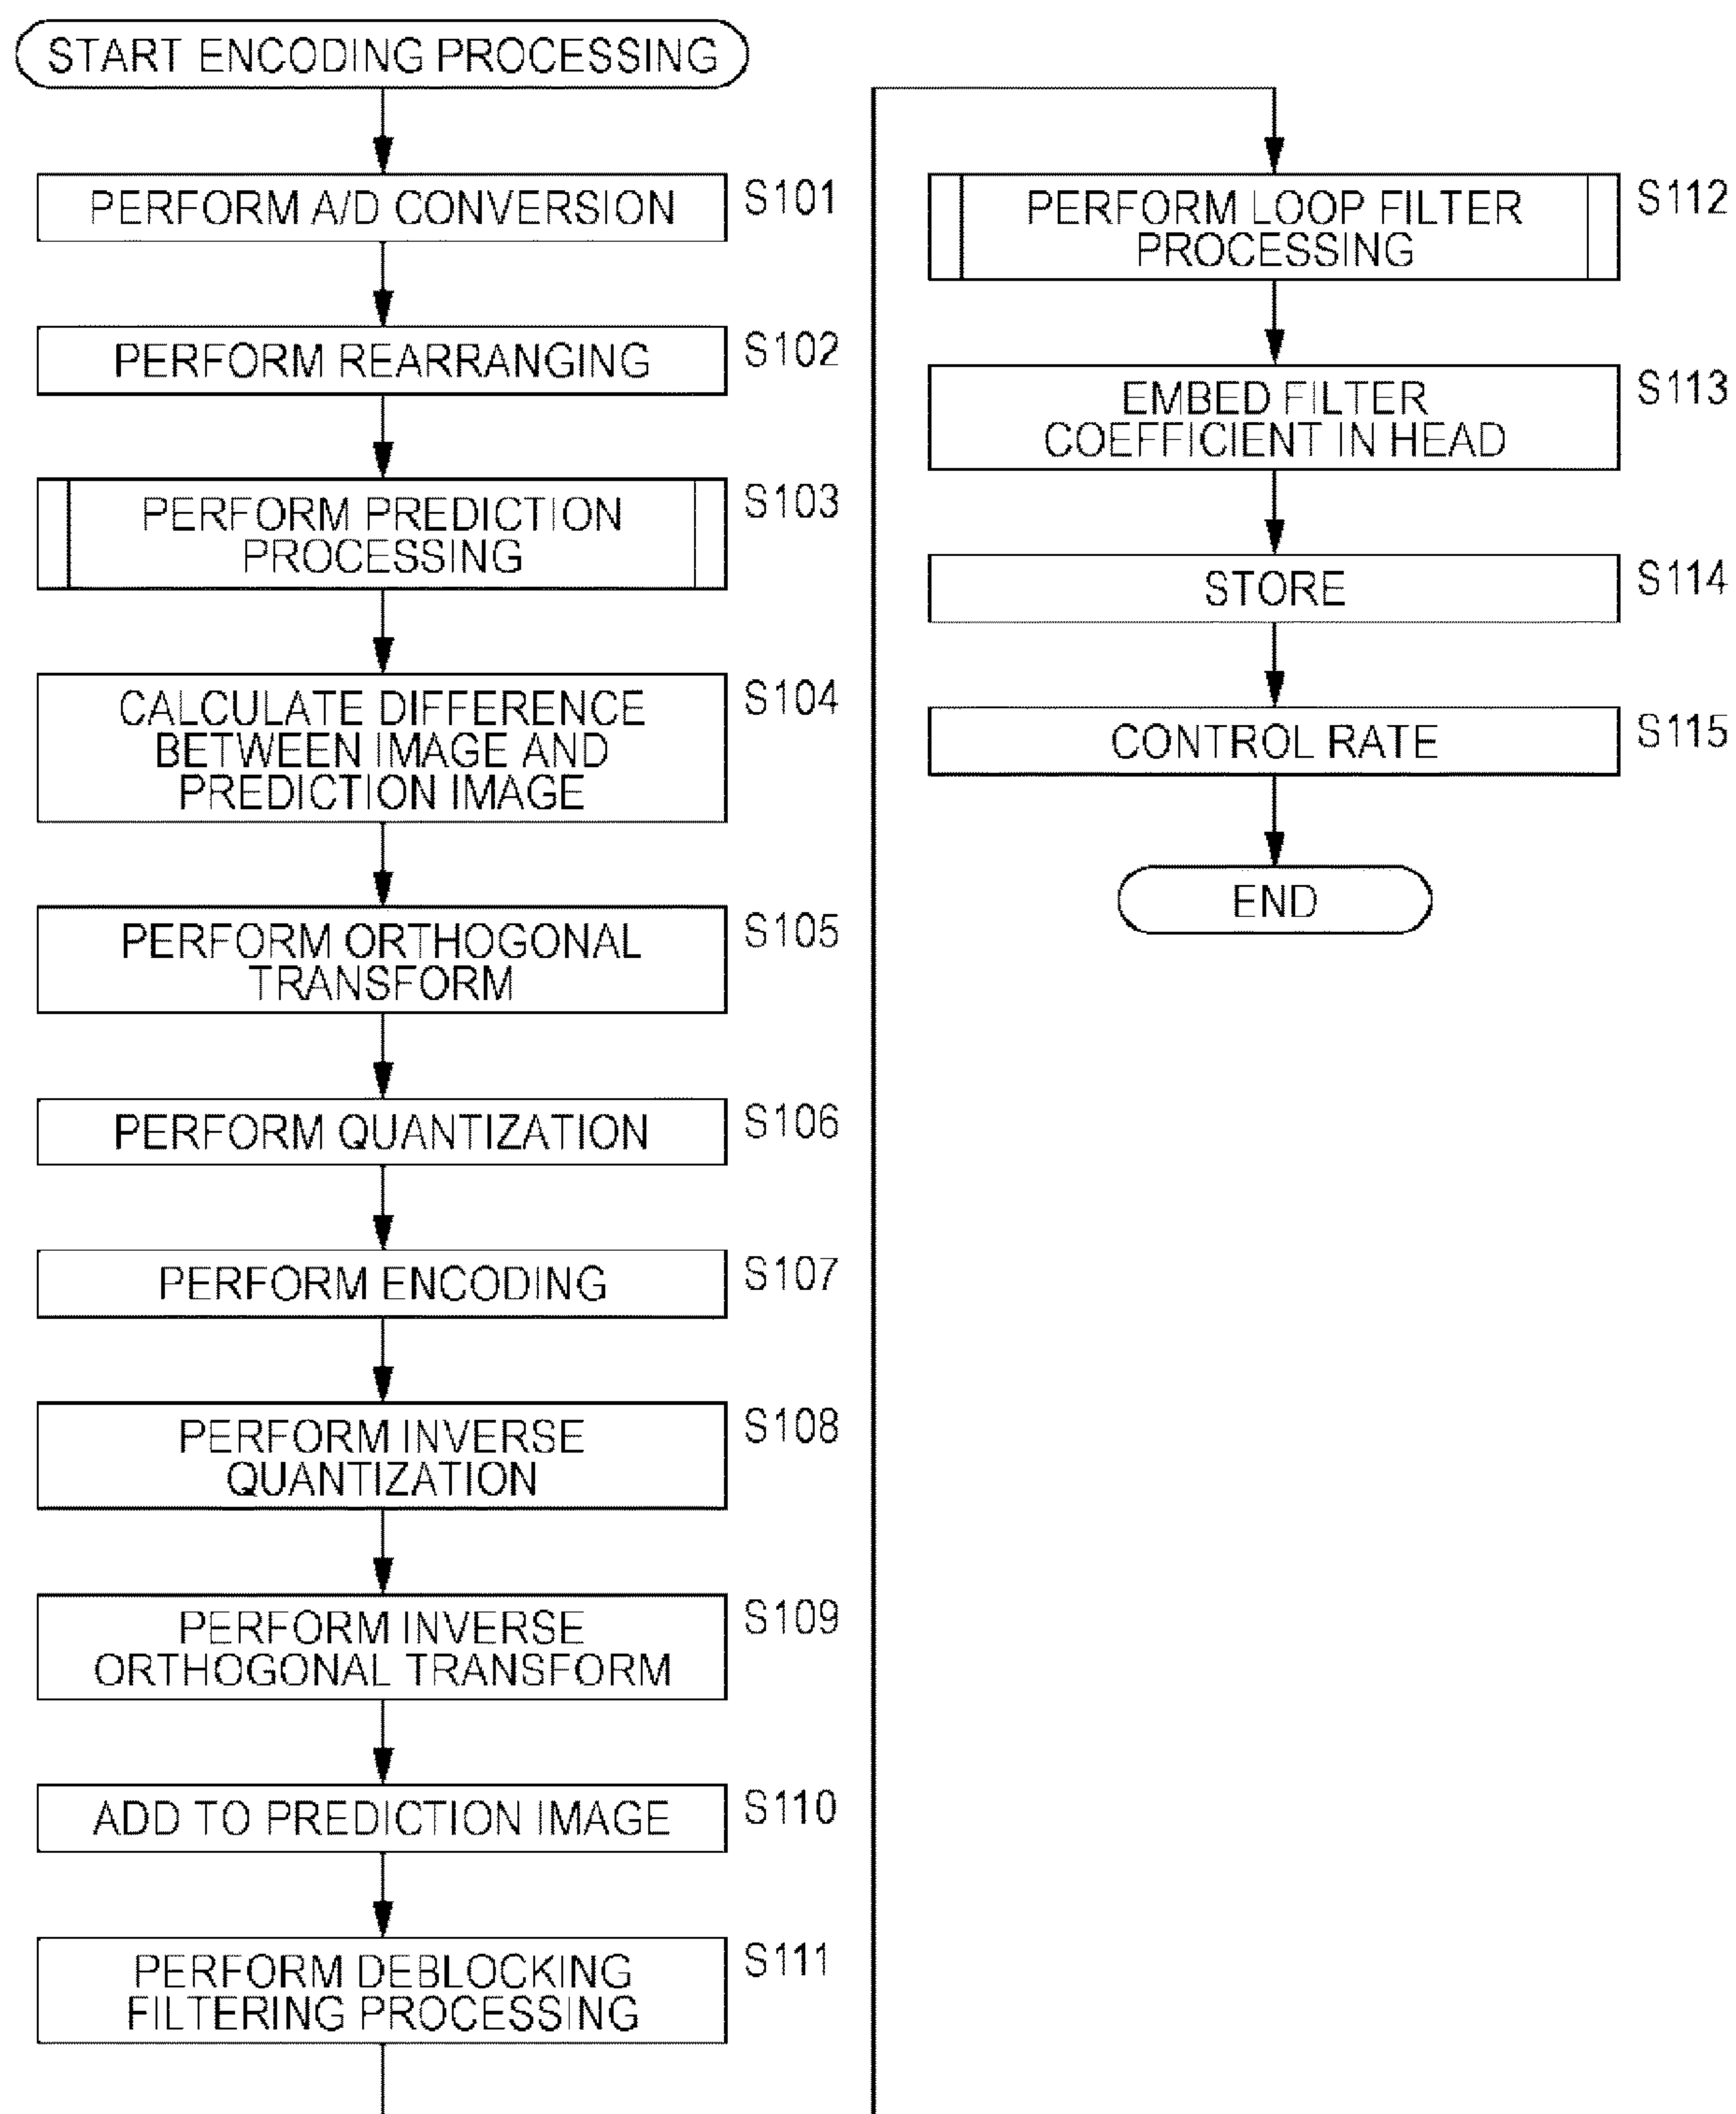 START ENCODING PROCESSING
PERFORM A/D CONVERSION
S101
PERFORM REARRANGING
S102
PERFORM PREDICTION
PROCESSING
S103
CALCULATE DIFFERENCE
BETWEEN IMAGE AND
PREDICTION IMAGE
S104
PERFORM ORTHOGONAL
TRANSFORM
S105
PERFORM QUANTIZATION
S106
PERFORM ENCODING
S107
PERFORM INVERSE
QUANTIZATION
S108
PERFORM INVERSE
ORTHOGONAL TRANSFORM
S109
ADD TO PREDICTION IMAGE
S110
PERFORM DEBLOCKING
FILTERING PROCESSING
S111
PERFORM LOOP FILTER
PROCESSING
S112
EMBED FILTER
COEFFICIENT IN HEAD
S113
STORE
S114
CONTROL RATE
S115
END